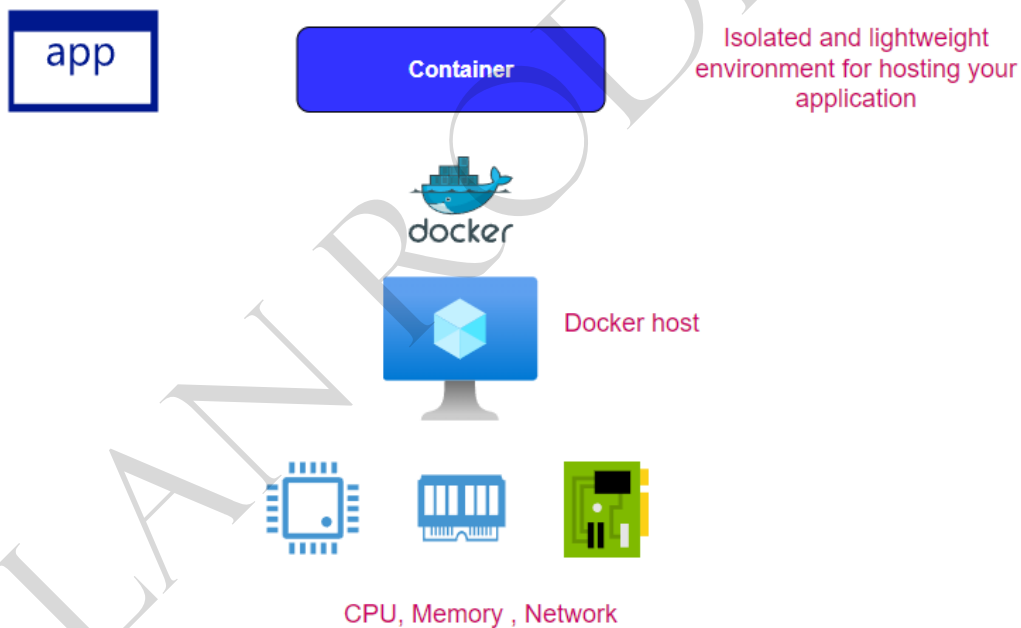 app
Container
Isolated and lightweight
environment for hosting your
application
docker
Docker host
CPU, Memory , Network